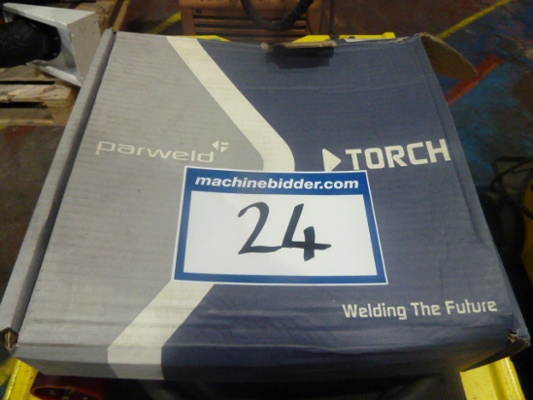 parweld
TORCH
machinebidder.com
24
Welding The Future